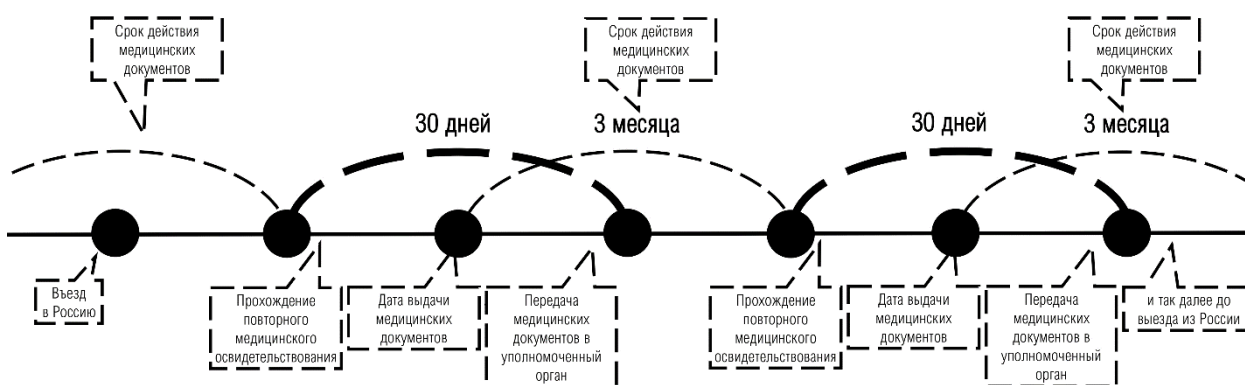 Срок действия
медицинских
документов
Срок действия
медицинских
документов
Срок действия
медицинских
документов
30 дней
3 месяца
30 дней
3 месяца
Въезд
в Россию
Прохождение
повторного
медицинского
освидетельствования
Дата выдачи
медицинских
документов
Передача
медицинских
документов в
уполномоченный
орган
Прохождение
повторного
медицинского
освидетельствования
Дата выдачи
медицинских
документов
Передача
медицинских
документов в
уполномоченный
орган
и так далее до
выезда из России